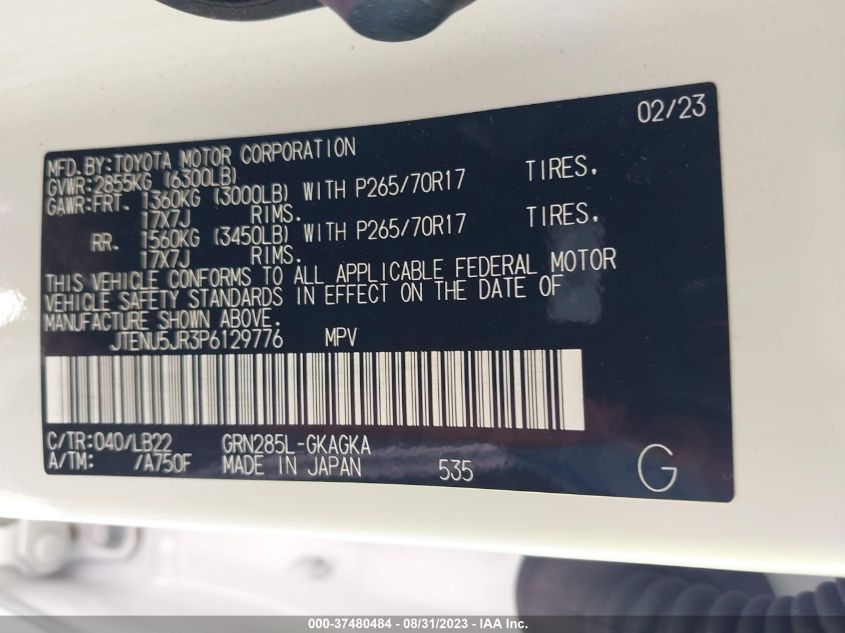 02/23
MFD.BY:TOYOTA MOTOR CORPORATION
GVWR:2855KG (6300LB)
GAWR:FRT. 1360KG (3000LB) WITH P265/70R17 TIRES,
17X7J RIMS.
RR. 1560KG (3450LB) WITH P265/70R17 TIRES,
17X7J RIMS.
THIS VEHICLE CONFORMS TO ALL APPLICABLE FEDERAL MOTOR
VEHICLE SAFETY STANDARDS IN EFFECT ON THE DATE OF
MANUFACTURE SHOWN ABOVE.
JTENU5JR3P6129776 MPV
C/TR:040/LB22 GRN285L-GKAGKA
A/TM: /A750F MADE IN JAPAN 535
G
000-37480484 - 08/31/2023 - IAA Inc.